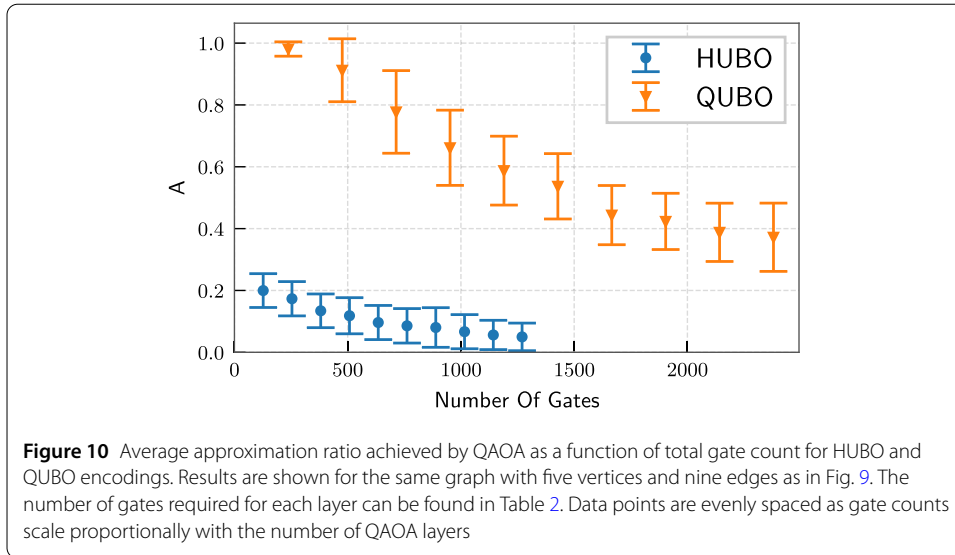 1.0
0.8
0.6
0.4
0.2
0.0
A
HUBO
QUBO
0 500 1000 1500 2000
Number Of Gates
Figure 10 Average approximation ratio achieved by QAOA as a function of total gate count for HUBO and
QUBO encodings. Results are shown for the same graph with five vertices and nine edges as in Fig. 9. The
number of gates required for each layer can be found in Table 2. Data points are evenly spaced as gate counts
scale proportionally with the number of QAOA layers